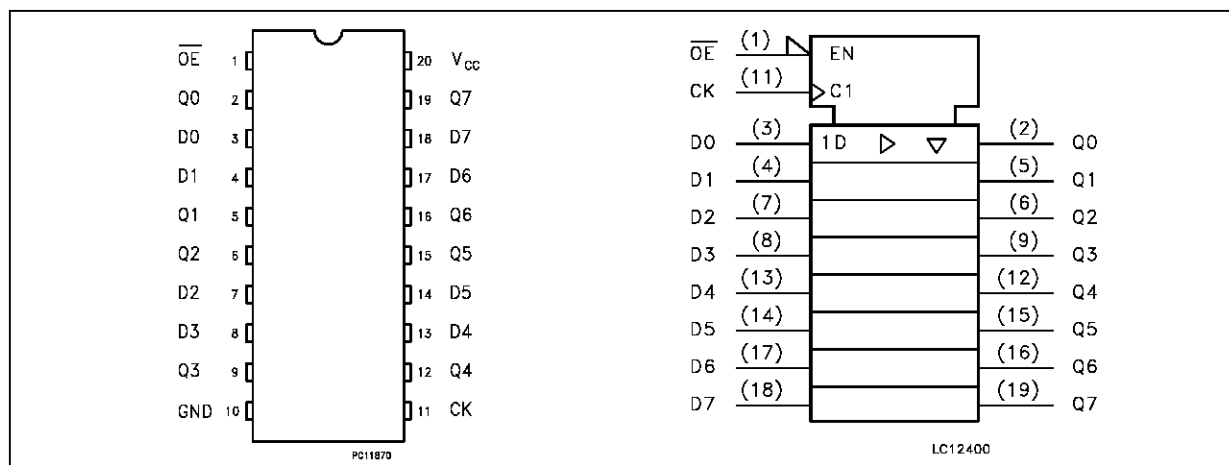 OE 1 20 VCC
Q0 2 19 Q7
D0 3 18 D7
D1 4 17 D6
Q1 5 16 Q6
Q2 6 15 Q5
D2 7 14 D5
D3 8 13 D4
Q3 9 12 Q4
GND 10 11 CK
PC11870
OE (1) EN
CK (11) C1
D0 (3) 1D (2) Q0
D1 (4) (5) Q1
D2 (7) (6) Q2
D3 (8) (9) Q3
D4 (13) (12) Q4
D5 (14) (15) Q5
D6 (17) (16) Q6
D7 (18) (19) Q7
LC12400